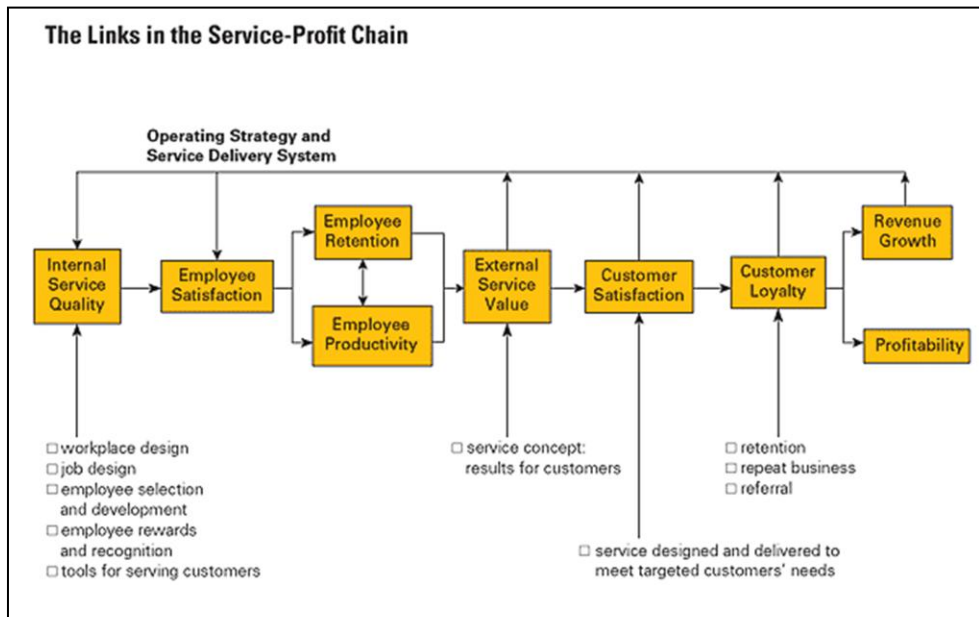 The Links in the Service-Profit Chain
Operating Strategy and
Service Delivery System
Internal
Service
Quality
Employee
Satisfaction
Employee
Retention
Employee
Productivity
External
Service
Value
Customer
Satisfaction
Customer
Loyalty
Revenue
Growth
Profitability
☐ workplace design
☐ job design
☐ employee selection
and development
☐ employee rewards
and recognition
☐ tools for serving customers
☐ service concept:
results for customers
☐ service designed and delivered to
meet targeted customers’ needs
☐ retention
☐ repeat business
☐ referral